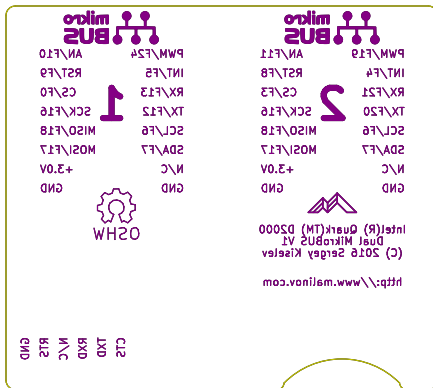 mikro
BUS
mikro
BUS
AN/F10
PWM/F24
RST/F9
INT/F5
CS/F0
RX/F13
SCK/F16
TX/F12
MISO/F18
SCL/F6
MOSI/F17
SDA/F7
+3.0V
N/C
GND
GND
1
OSHW
AN/F11
PWM/F19
RST/F8
INT/F4
CS/F3
RX/F21
SCK/F16
TX/F20
MISO/F18
SCL/F6
MOSI/F17
SDA/F7
+3.0V
N/C
GND
GND
2
Intel(R) Quark(TM) D2000
Dual MikroBUS V1
(C) 2016 Sergey Kiselev
http://www.malinov.com
GND
RTS
N/C
RXD
TXD
CTS